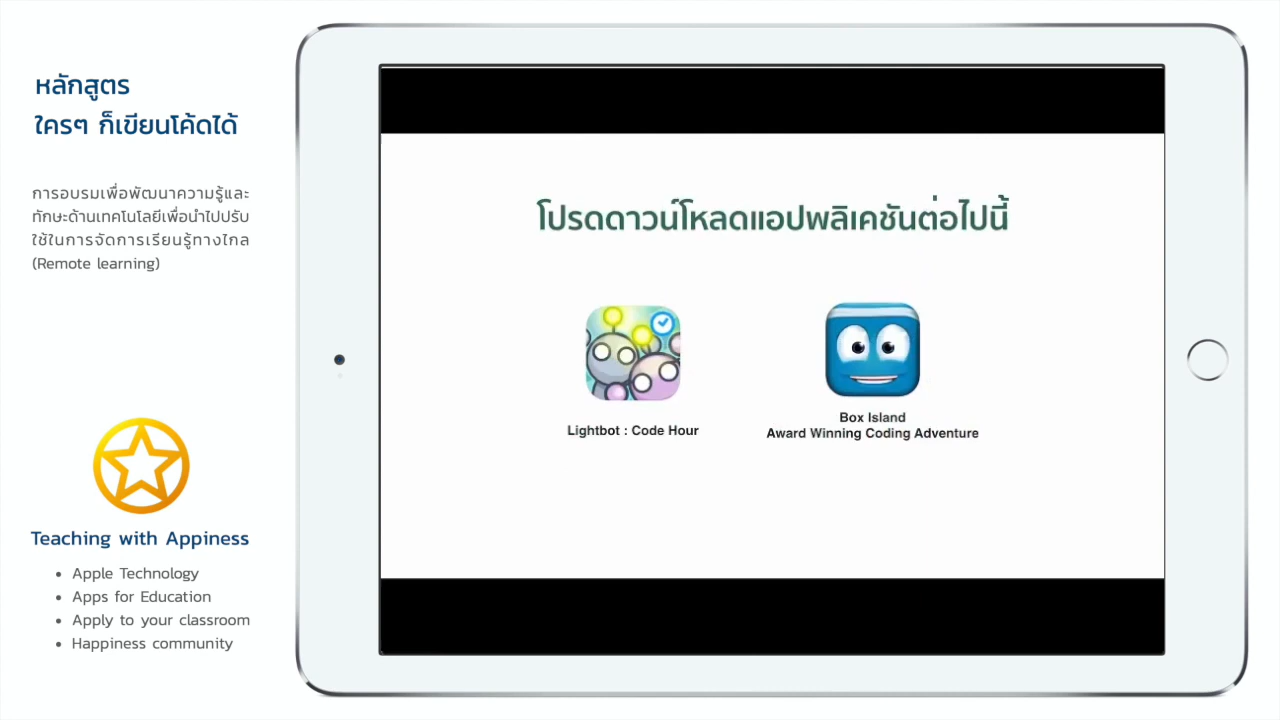 หลักสูตร
ใครๆ ก็เขียนโค้ดได้
การอบรมเพื่อพัฒนาความรู้และ
ทักษะด้านเทคโนโลยีเพื่อนำไปปรับ
ใช้ในการจัดการเรียนรู้ทางไกล
(Remote learning)
Teaching with Appiness
• Apple Technology
• Apps for Education
• Apply to your classroom
• Happiness community
โปรดดาวน์โหลดแอปพลิเคชันต่อไปนี้
Lightbot : Code Hour
Box Island
Award Winning Coding Adventure